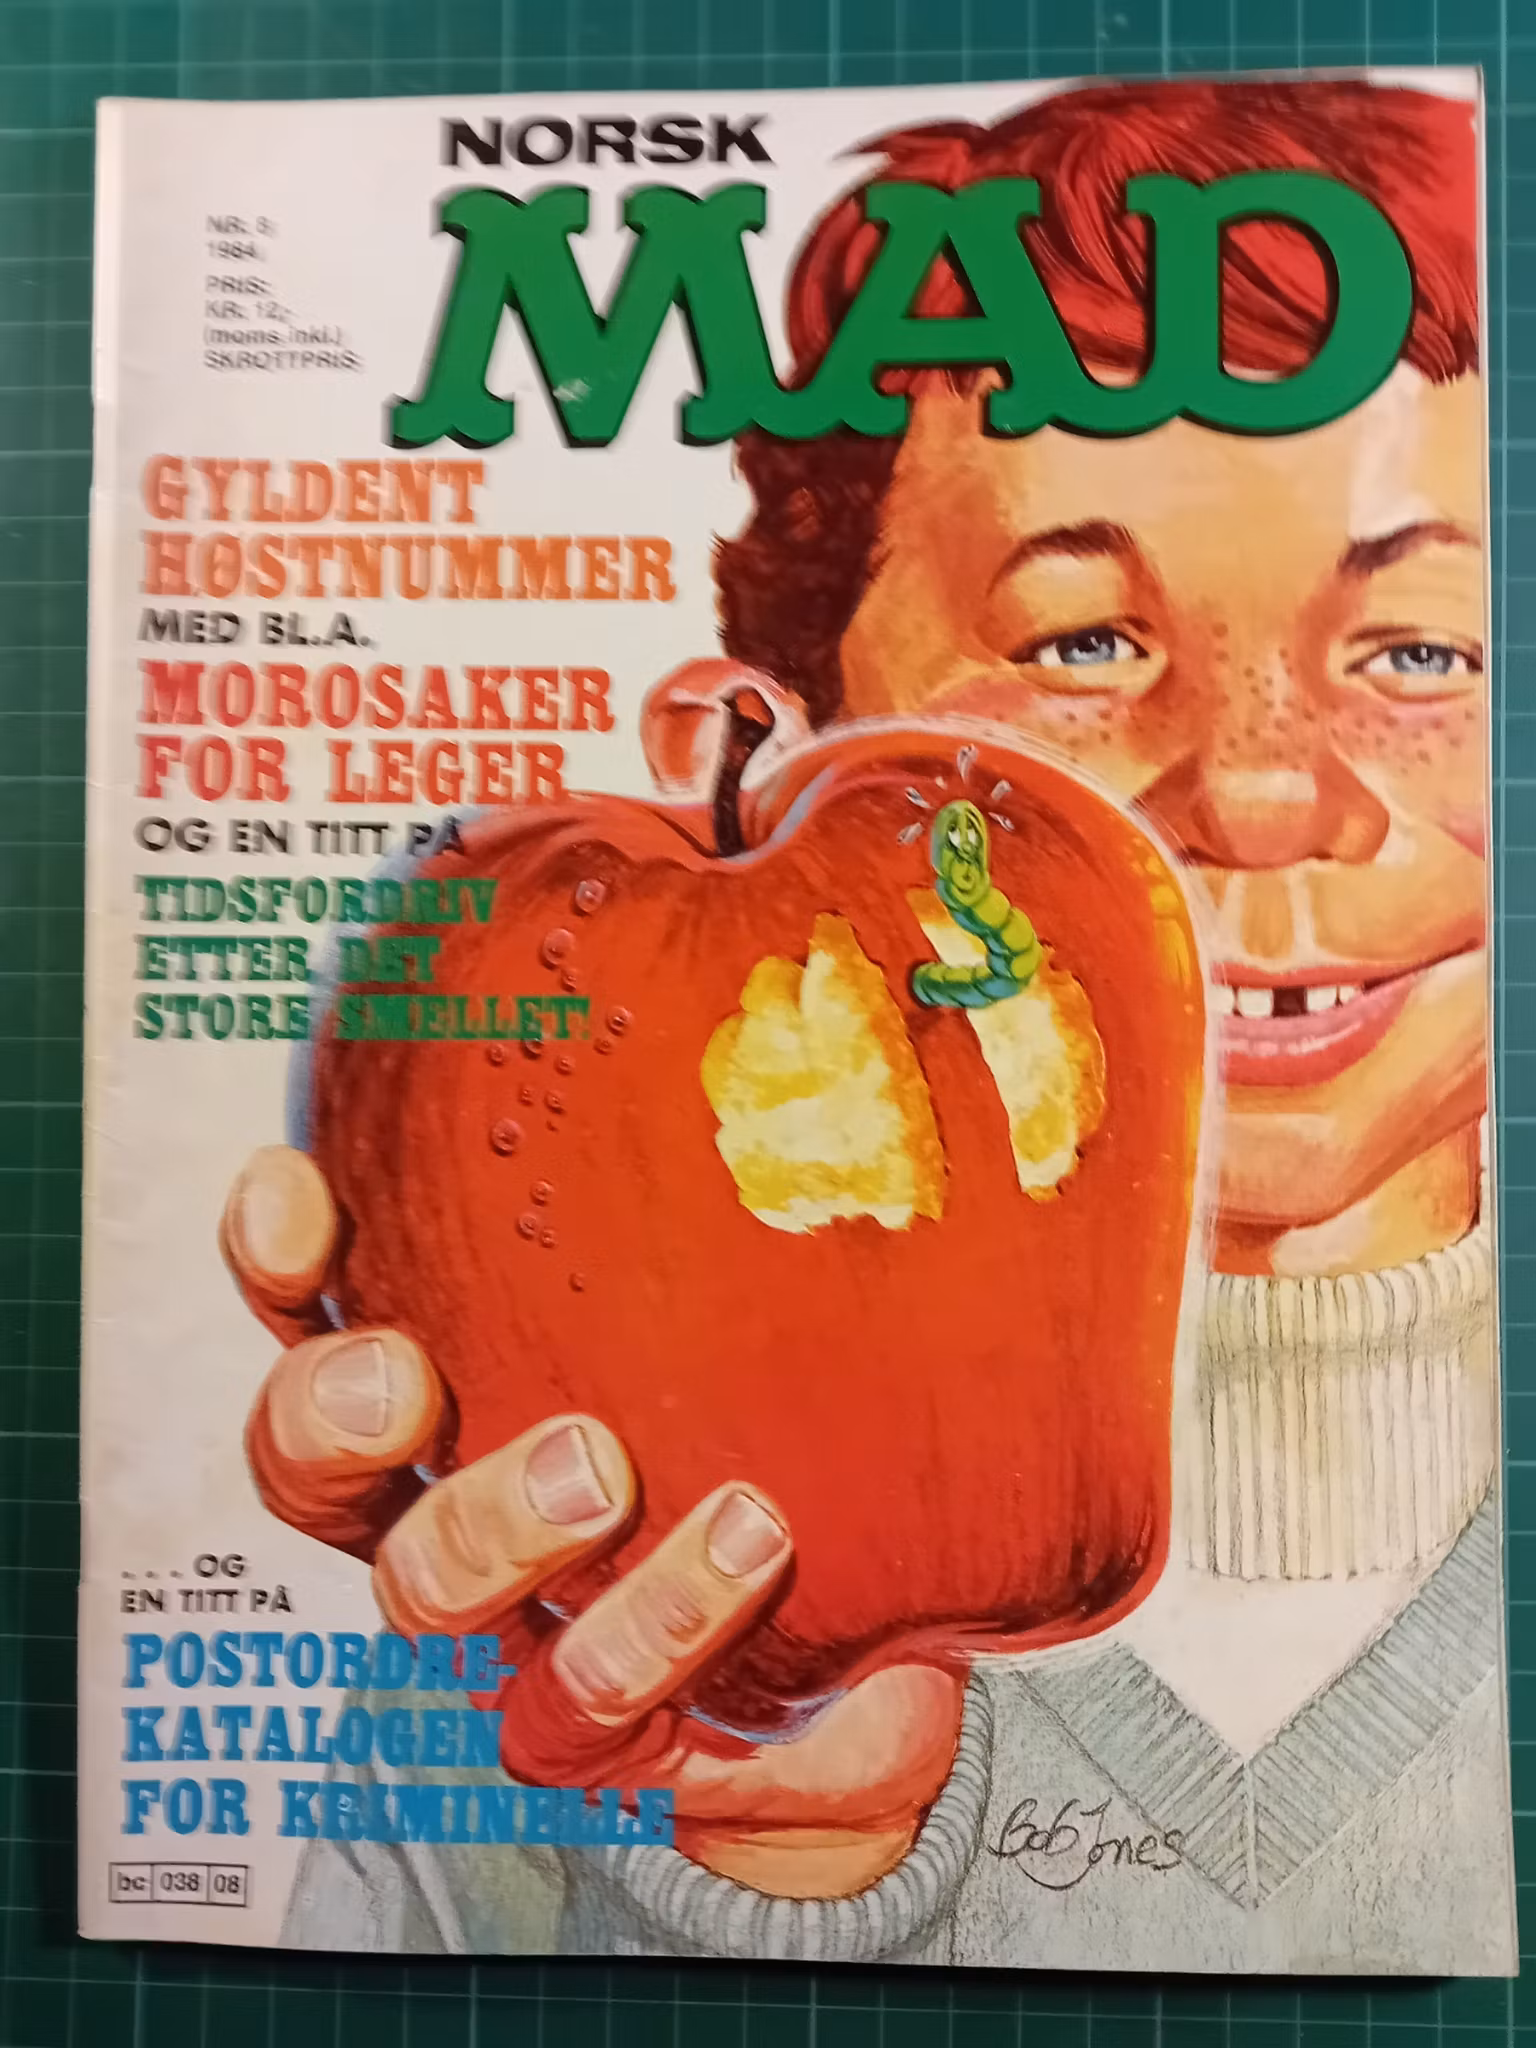 NORSK
MAD
NR: 8
1984
PRIS:
KR: 12,-
(moms. inkl.)
SKROTTPRIS
GYLDENT
HØSTNUMMER
MED BL.A.
MOROSAKER
FOR LEGER
OG EN TITT PÅ
TIDSFORDRIV
ETTER DET
STORE SMELLET!
. . . OG
EN TITT PÅ
POSTORDRE-
KATALOGEN
FOR KRIMINELLE
Bob Jones
bc 038 08